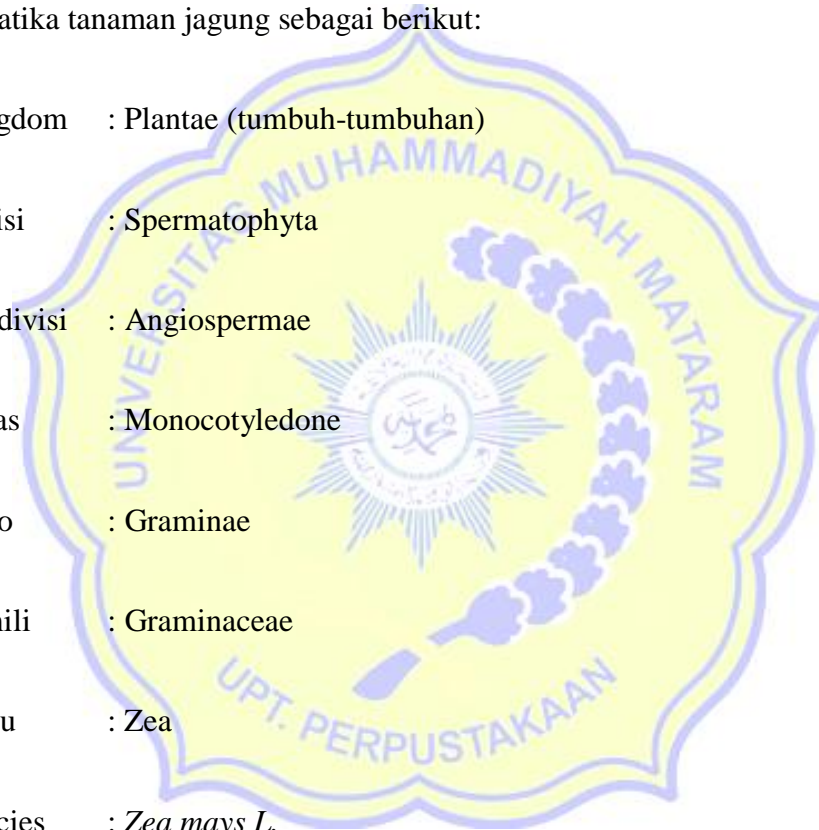 atika tanaman jagung sebagai berikut:
gdom : Plantae (tumbuh-tumbuhan)
isi : Spermatophyta
divisi : Angiospermae
as : Monocotyledone
o : Graminae
ili : Graminaceae
u : Zea
cies : Zea mays L.
UNIVERSITAS MUHAMMADIYAH MATARAM
UPT. PERPUSTAKAAN